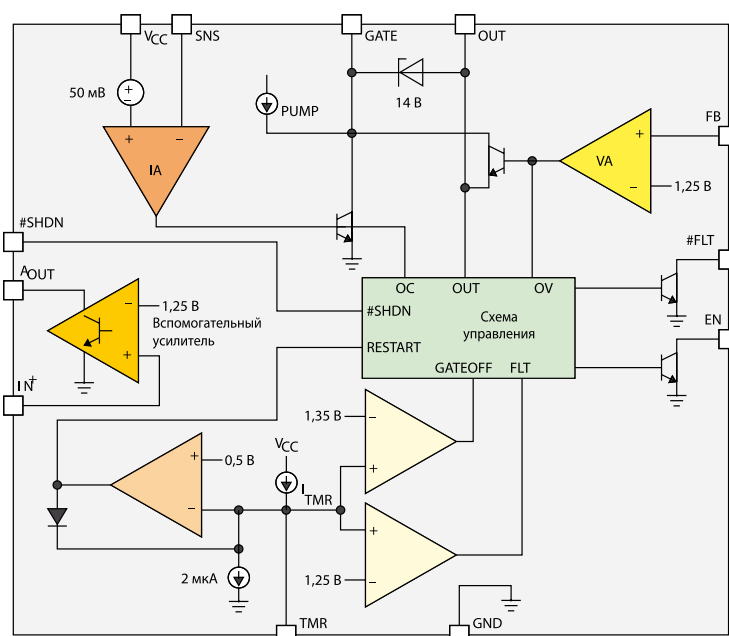 VCC
SNS
GATE
OUT
50 мВ
+
−
PUMP
14 В
FB
+
−
IA
VA
+
−
1,25 В
#SHDN
#FLT
AOUT
OC
OUT
OV
#SHDN
Схема
управления
−
1,25 В
Вспомогательный
усилитель
+
EN
RESTART
GATEOFF
FLT
IN+
1,35 В
−
VCC
+
0,5 В
ITMR
+
−
+
2 мкА
1,25 В
−
TMR
GND